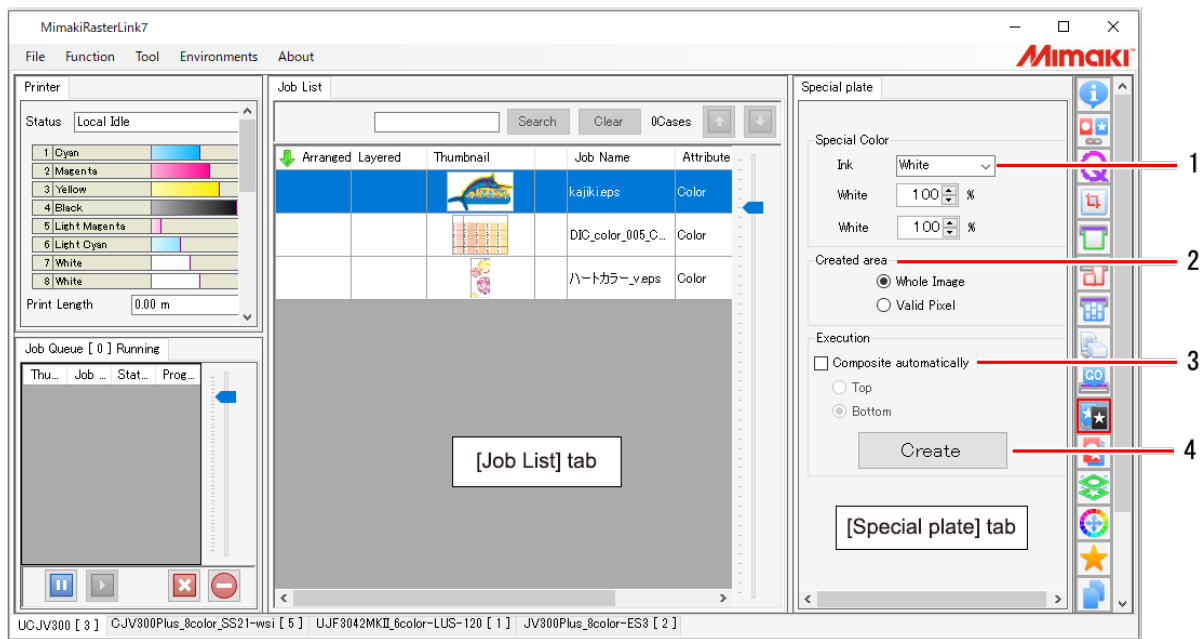 MimakiRasterLink7
File Function Tool Environments About
Mimaki
Printer
Status Local Idle
1 Cyan
2 Magenta
3 Yellow
4 Black
5 Light Magenta
6 Light Cyan
7 White
8 White
Print Length 0.00 m
Job Queue [ 0 ] Running
Thu... Job ... Stat... Prog...
Job List
Search Clear 0Cases
Arranged Layered Thumbnail Job Name Attribute
kajiki.eps Color
DIC_color_005_C... Color
ハートカラー_v.eps Color
[Job List] tab
Special plate
Special Color
Ink White
White 100 %
White 100 %
Created area
Whole Image
Valid Pixel
Execution
Composite automatically
Top
Bottom
Create
[Special plate] tab
GO
1
2
3
4
UCJV300 [ 3 ] CJV300Plus_8color_SS21-wsi [ 5 ] UJF3042MKII_6color-LUS-120 [ 1 ] JV300Plus_8color-ES3 [ 2 ]